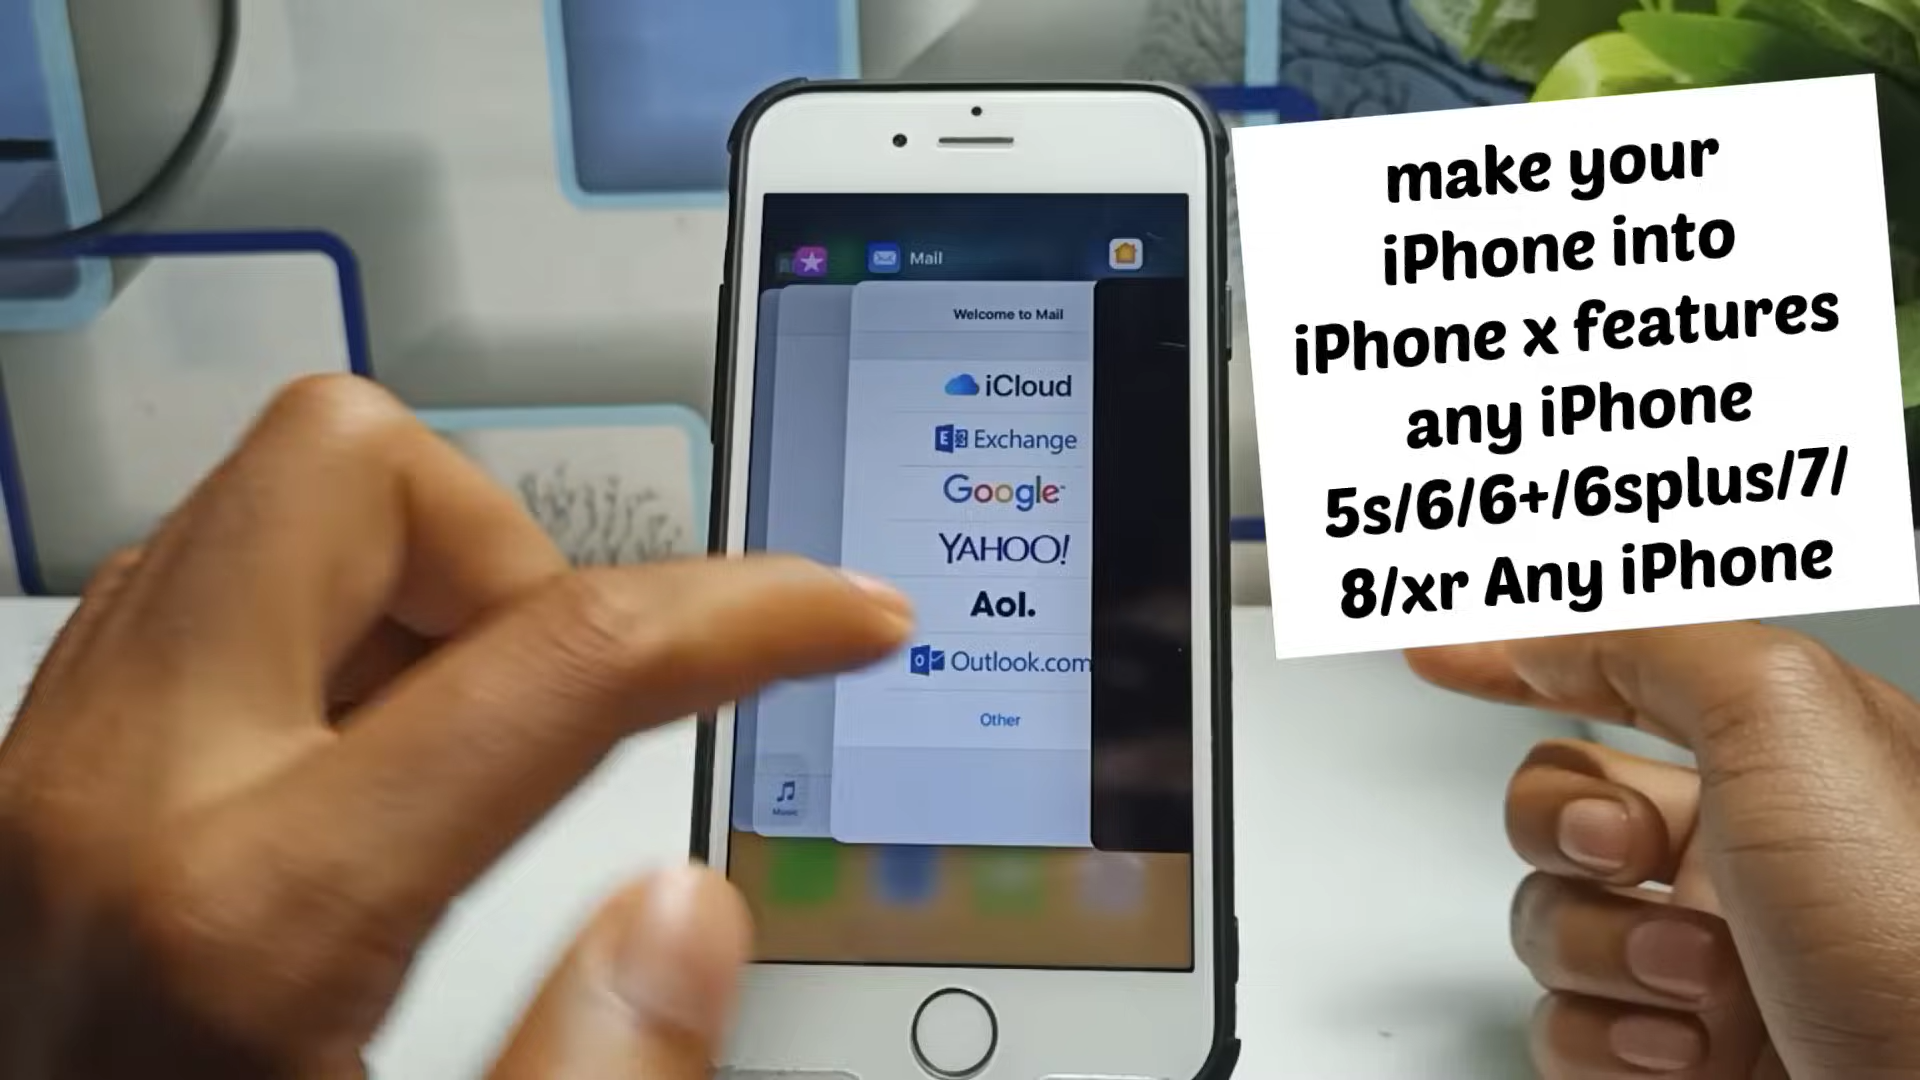 make your
iPhone into
iPhone x features
any iPhone
5s/6/6+/6splus/7/
8/xr Any iPhone
Mail
Welcome to Mail
iCloud
Exchange
Google
YAHOO!
Aol.
Outlook.com
Other
Music